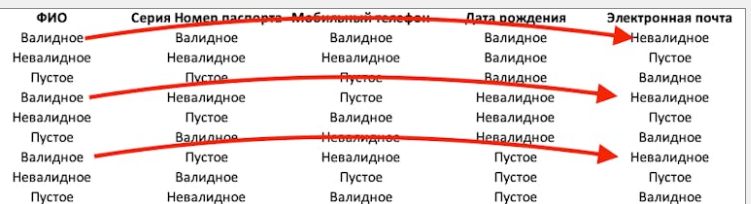 ФИО Серия Номер паспорта Мобильный телефон Дата рождения Электронная почта
Валидное Валидное Валидное Валидное Невалидное
Невалидное Невалидное Невалидное Валидное Пустое
Пустое Пустое Пустое Валидное Валидное
Валидное Невалидное Пустое Невалидное Невалидное
Невалидное Пустое Валидное Невалидное Пустое
Пустое Валидное Невалидное Невалидное Валидное
Валидное Пустое Невалидное Пустое Невалидное
Невалидное Валидное Пустое Пустое Пустое
Пустое Невалидное Валидное Пустое Валидное